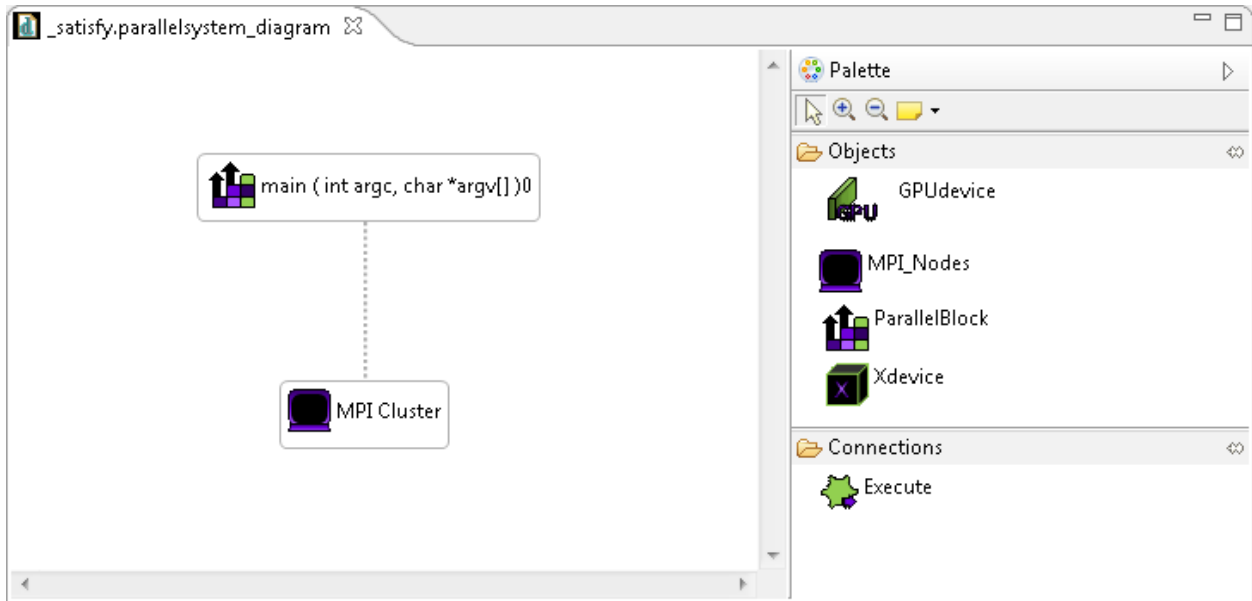 _satisfy.parallelsystem_diagram
main ( int argc, char *argv[] )0
MPI Cluster
Palette
Objects
GPU
GPUdevice
MPI_Nodes
ParallelBlock
X
Xdevice
Connections
Execute